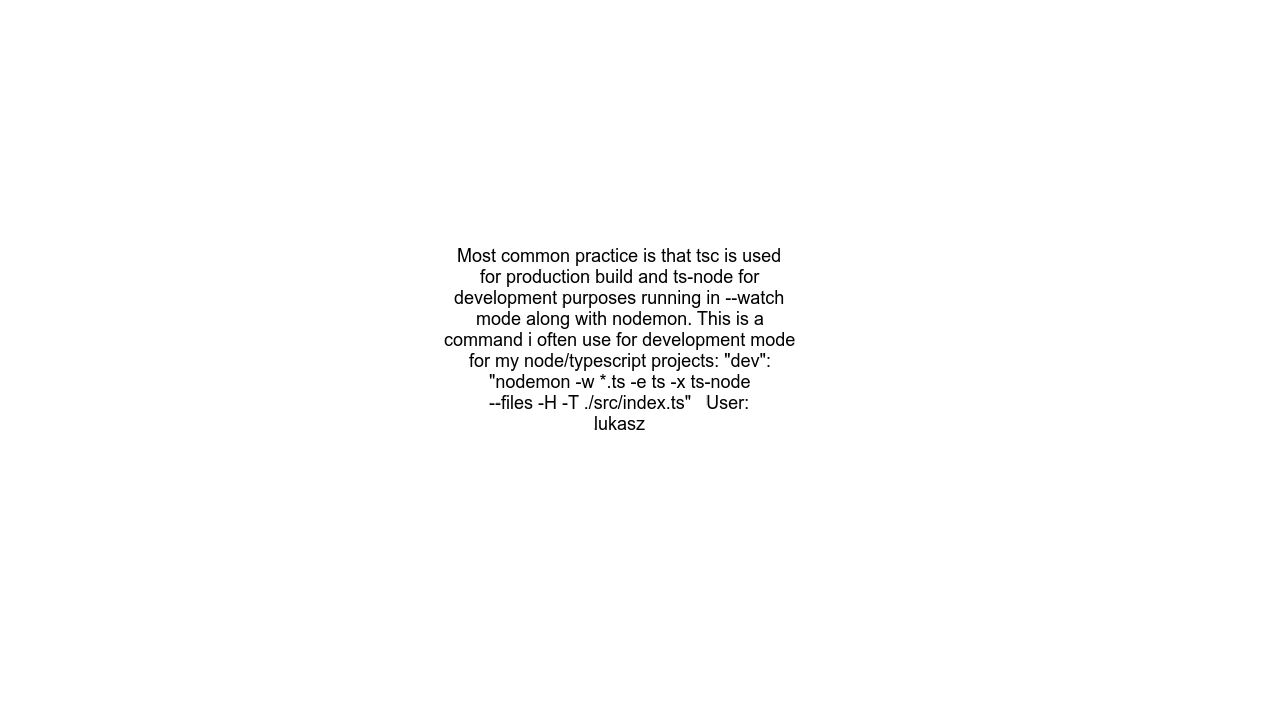 Most common practice is that tsc is used
for production build and ts-node for
development purposes running in --watch
mode along with nodemon. This is a
command i often use for development mode
for my node/typescript projects: "dev":
"nodemon -w *.ts -e ts -x ts-node
--files -H -T ./src/index.ts"   User:
lukasz